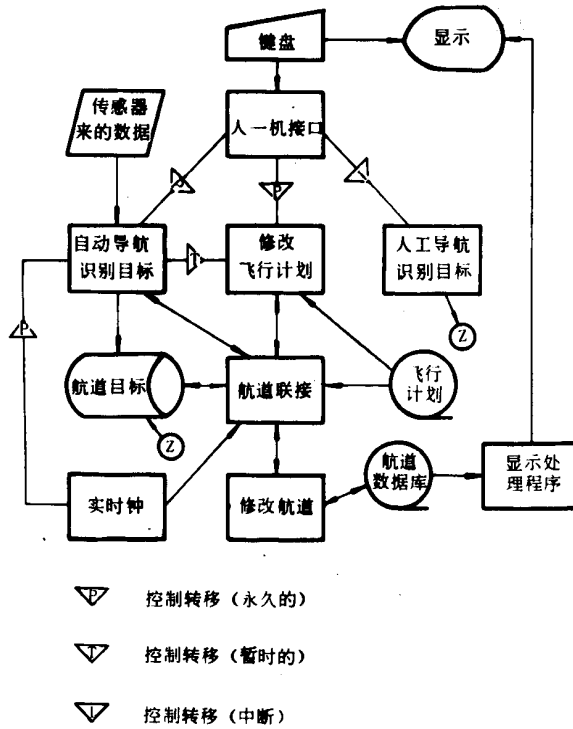 键盘
显示
传感器
来的数据
人一机接口
P
自动导航
识别目标
T
修改
飞行计划
人工导航
识别目标
P
Z
航道目标
航道联接
飞行
计划
Z
实时钟
修改航道
航道
数据库
显示处
理程序
P 控制转移(永久的)
T 控制转移(暂时的)
I 控制转移(中断)